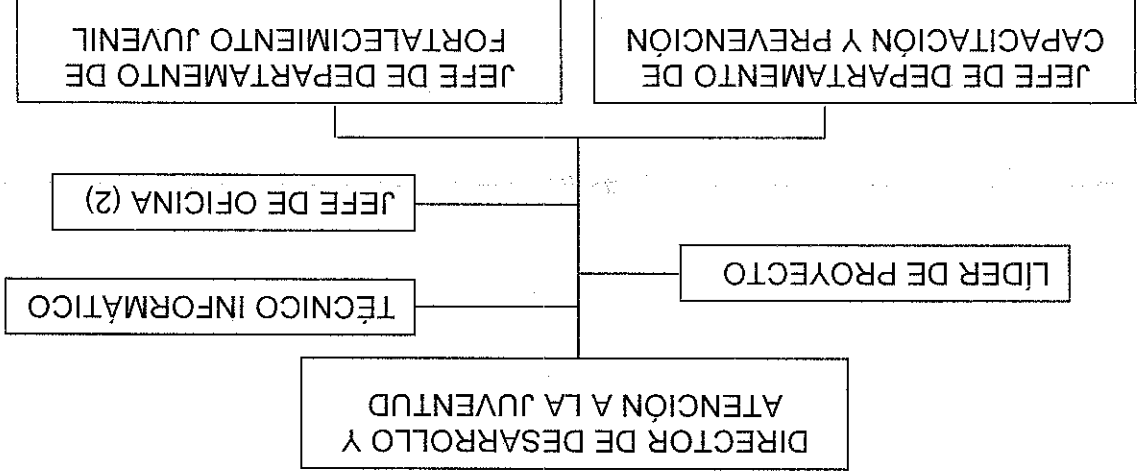 DIRECTOR DE DESARROLLO Y
ATENCIÓN A LA JUVENTUD
TÉCNICO INFORMÁTICO
LÍDER DE PROYECTO
JEFE DE OFICINA (2)
JEFE DE DEPARTAMENTO DE
CAPACITACIÓN Y PREVENCIÓN
JEFE DE DEPARTAMENTO DE
FORTALECIMIENTO JUVENIL